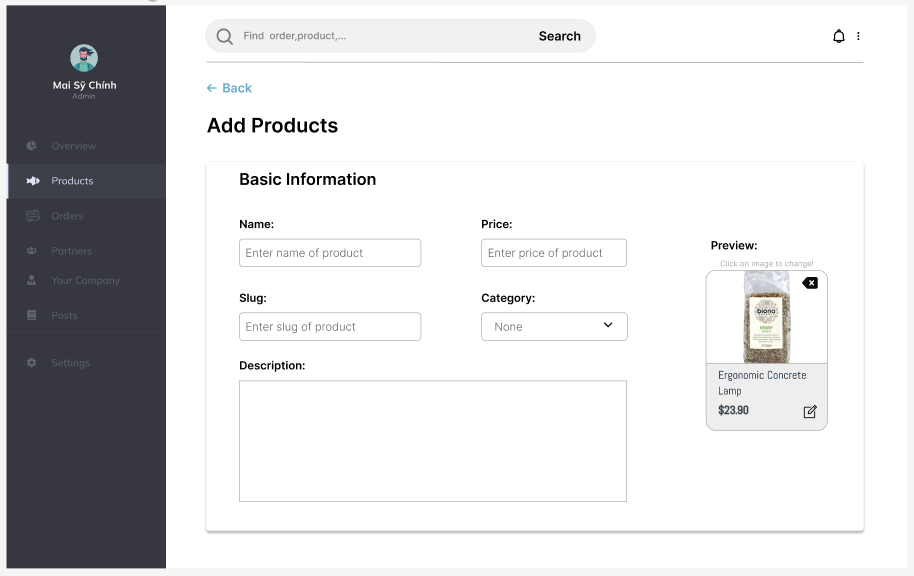 Mai Sỹ Chính
Admin
Overview
Products
Orders
Partners
Your Company
Posts
Settings
Find order,product,...
Search
← Back
Add Products
Basic Information
Name:
Price:
Enter name of product
Enter price of product
Slug:
Category:
Enter slug of product
None
Description:
Preview:
Click on image to change!
biona
HEMP
Ergonomic Concrete
Lamp
$23.90